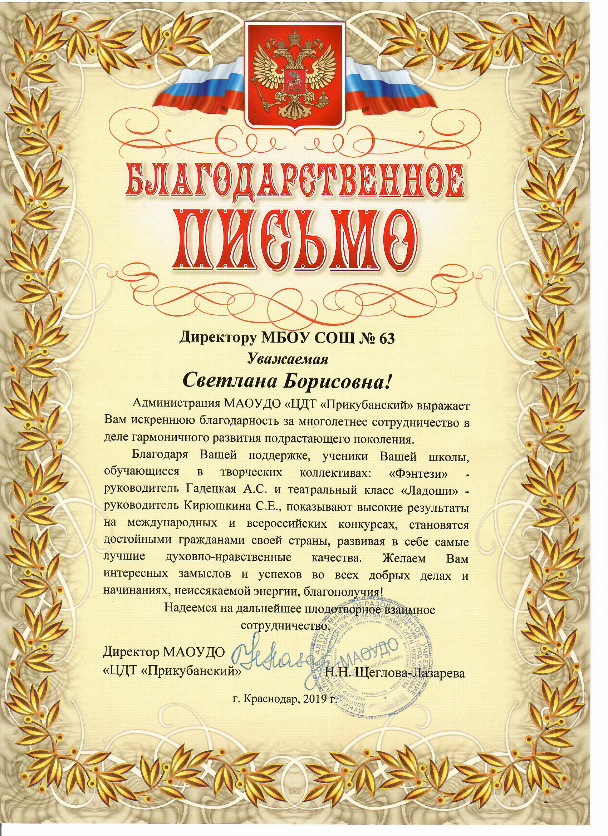 БЛАГОДАРСТВЕННОЕ
ПИСЬМО
Директору МБОУ СОШ № 63
Уважаемая
Светлана Борисовна!
Администрация МАОУДО «ЦДТ «Прикубанский» выражает
Вам искреннюю благодарность за многолетнее сотрудничество в
деле гармоничного развития подрастающего поколения.
Благодаря Вашей поддержке, ученики Вашей школы,
обучающиеся в творческих коллективах: «Фэнтези» -
руководитель Гадецкая А.С. и театральный класс «Ладоши» -
руководитель Кирюшкина С.Е., показывают высокие результаты
на международных и всероссийских конкурсах, становятся
достойными гражданами своей страны, развивая в себе самые
лучшие духовно-нравственные качества. Желаем Вам
интересных замыслов и успехов во всех добрых делах и
начинаниях, неиссякаемой энергии, благополучия!
Надеемся на дальнейшее плодотворное взаимное
сотрудничество.
Директор МАОУДО
«ЦДТ «Прикубанский»
Н.Н. Щеглова-Лазарева
МАОУДО
г. Краснодар, 2019 г.